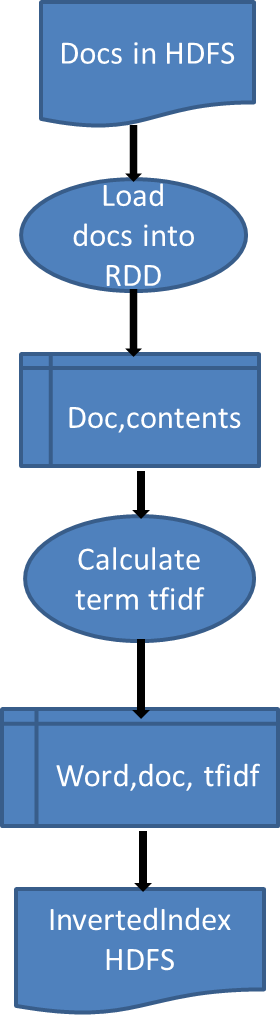 Docs in HDFS
Load
docs into
RDD
Doc,contents
Calculate
term tfidf
Word,doc, tfidf
InvertedIndex
HDFS